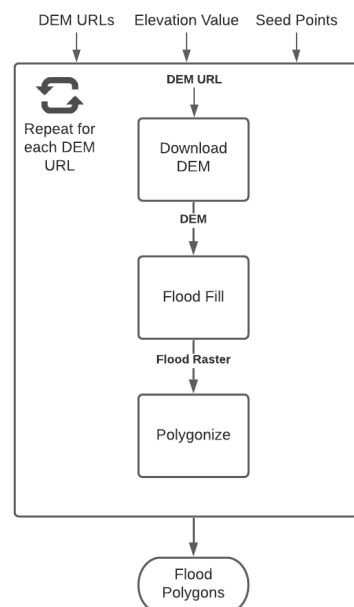 DEM URLs
Elevation Value
Seed Points
Repeat for
each DEM
URL
DEM URL
Download
DEM
DEM
Flood Fill
Flood Raster
Polygonize
Flood
Polygons